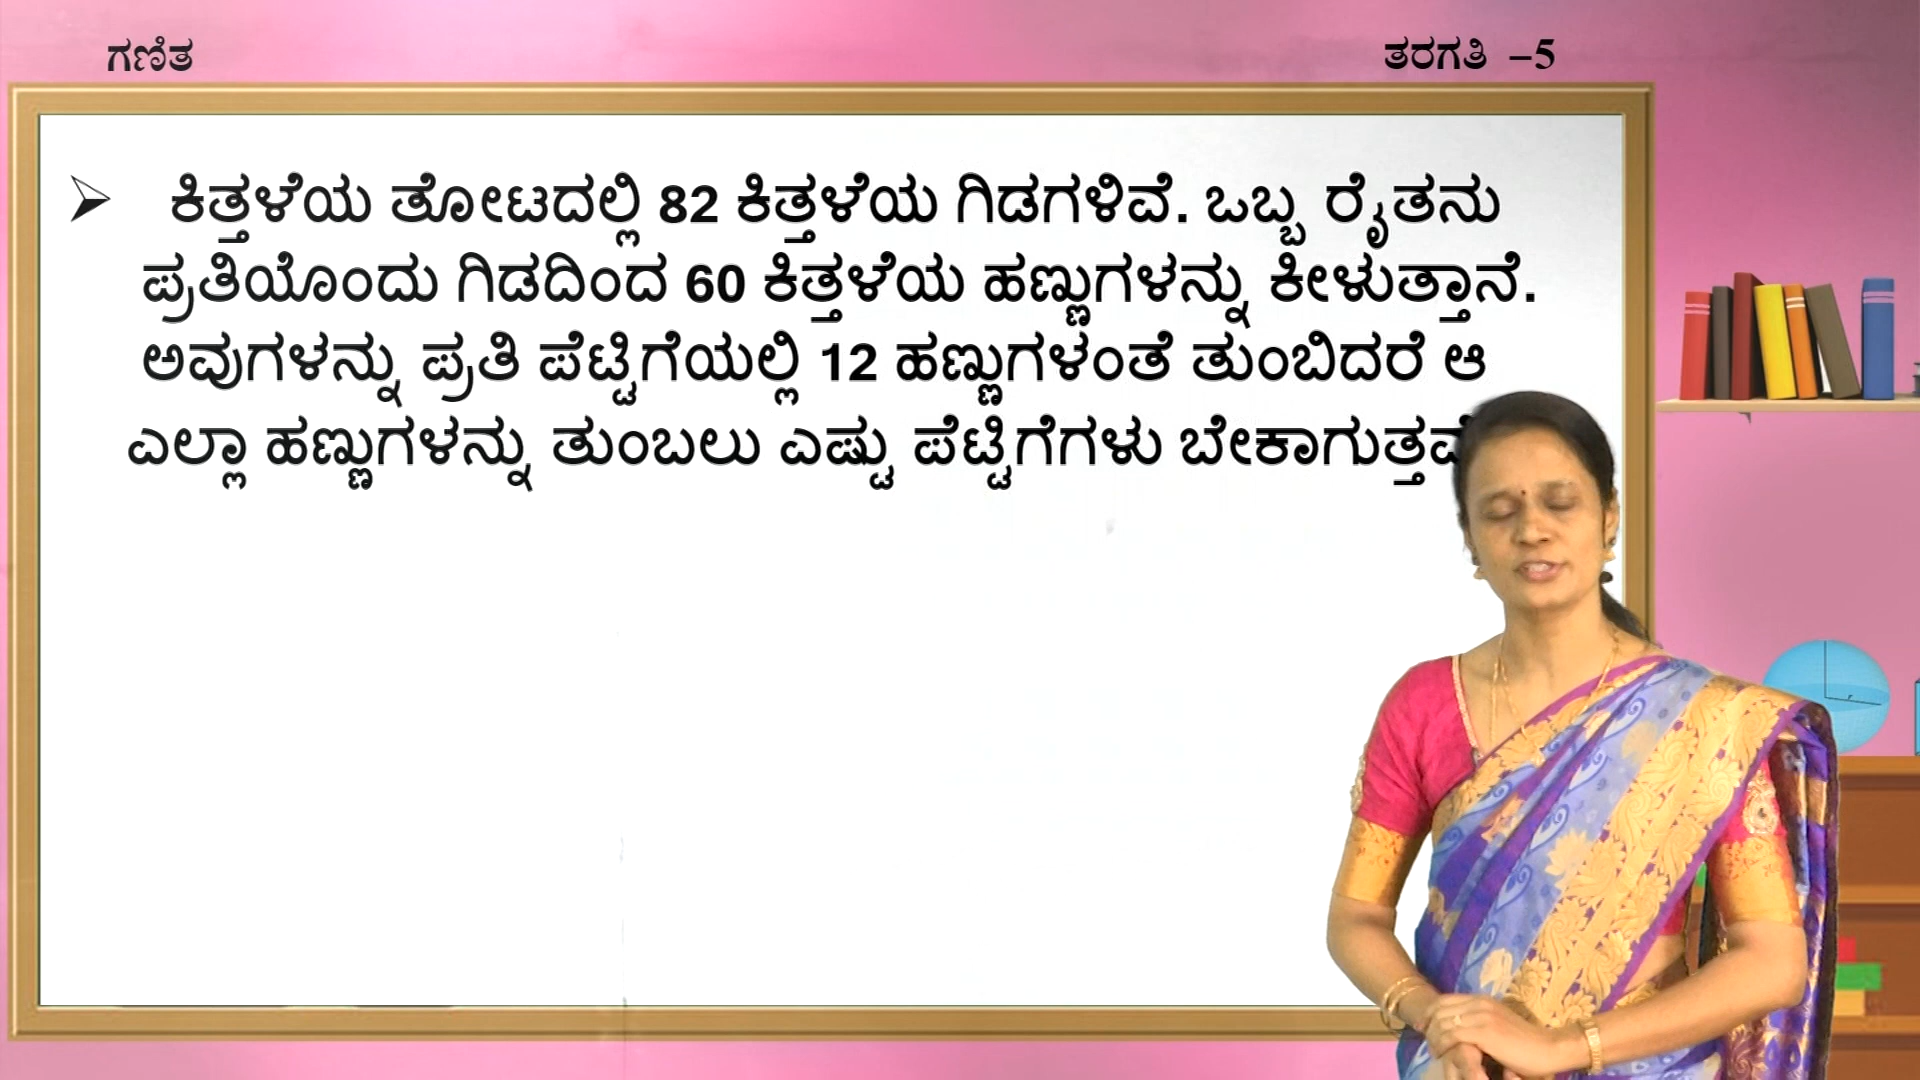 ಗಣಿತ
ತರಗತಿ –5
➢ ಕಿತ್ತಳೆಯ ತೋಟದಲ್ಲಿ 82 ಕಿತ್ತಳೆಯ ಗಿಡಗಳಿವೆ. ಒಬ್ಬ ರೈತನು
ಪ್ರತಿಯೊಂದು ಗಿಡದಿಂದ 60 ಕಿತ್ತಳೆಯ ಹಣ್ಣುಗಳನ್ನು ಕೀಳುತ್ತಾನೆ.
ಅವುಗಳನ್ನು ಪ್ರತಿ ಪೆಟ್ಟಿಗೆಯಲ್ಲಿ 12 ಹಣ್ಣುಗಳಂತೆ ತುಂಬಿದರೆ ಆ
ಎಲ್ಲಾ ಹಣ್ಣುಗಳನ್ನು ತುಂಬಲು ಎಷ್ಟು ಪೆಟ್ಟಿಗೆಗಳು